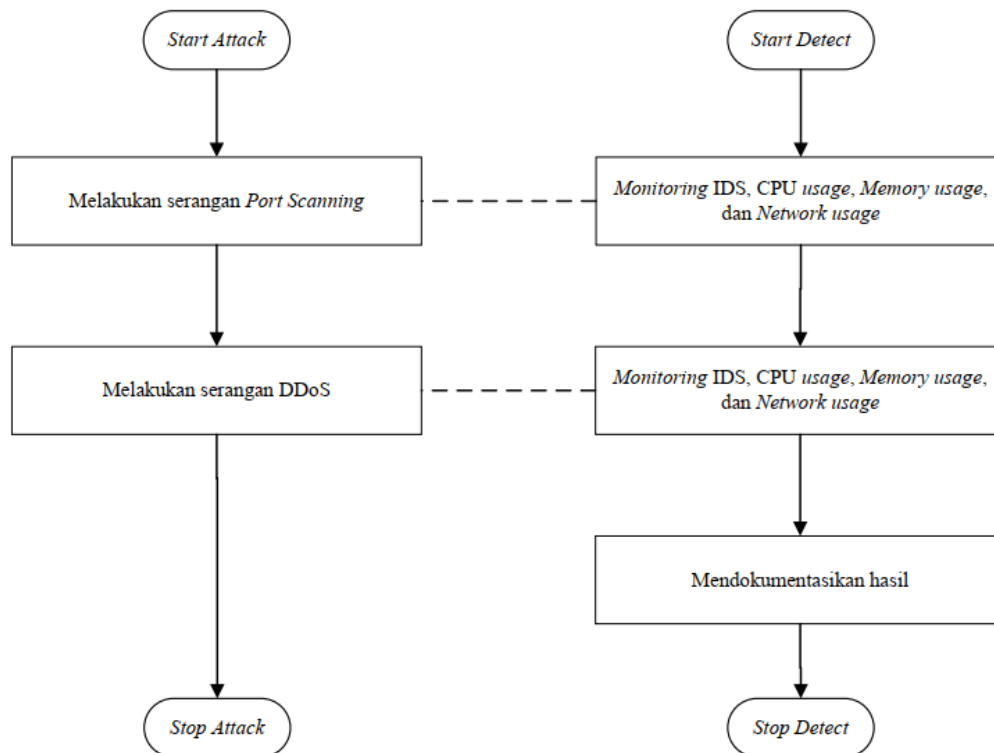 Start Attack
Start Detect
Melakukan serangan Port Scanning
Monitoring IDS, CPU usage, Memory usage,
dan Network usage
Melakukan serangan DDoS
Monitoring IDS, CPU usage, Memory usage,
dan Network usage
Mendokumentasikan hasil
Stop Attack
Stop Detect